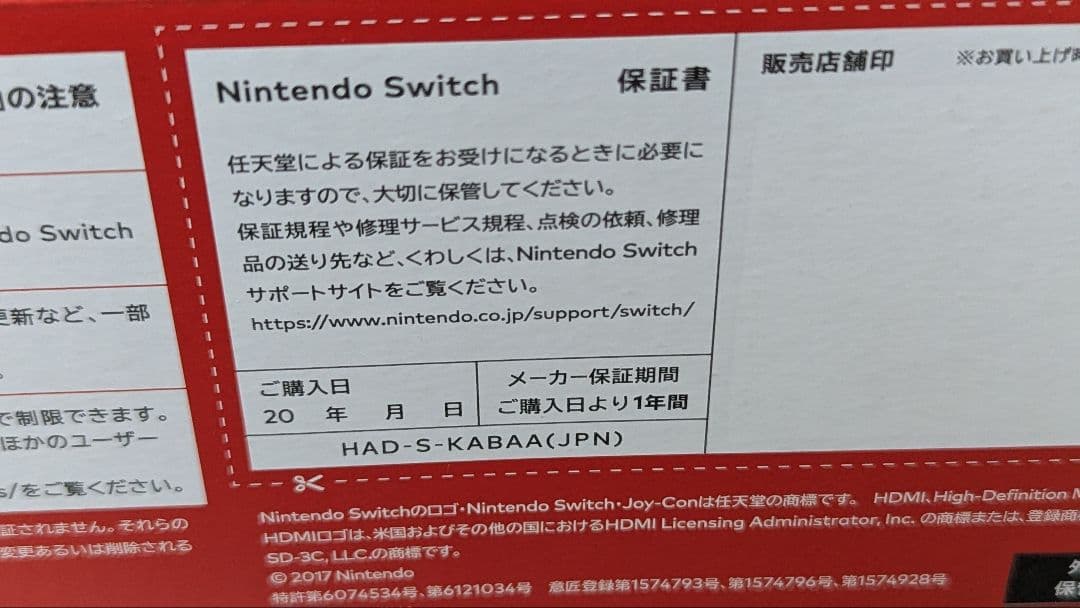 の注意
do Switch
更新など、一部
。
で制限できます。
ほかのユーザー
s/をご覧ください。
証されません。それらの
変更あるいは削除される
Nintendo Switch 保証書
任天堂による保証をお受けになるときに必要に
なりますので、大切に保管してください。
保証規程や修理サービス規程、点検の依頼、修理
品の送り先など、くわしくは、Nintendo Switch
サポートサイトをご覧ください。
https://www.nintendo.co.jp/support/switch/
ご購入日
20 年 月 日
メーカー保証期間
ご購入日より1年間
HAD-S-KABAA(JPN)
販売店舗印 ※お買い上げ
Nintendo Switchのロゴ・Nintendo Switch・Joy-Conは任天堂の商標です。 HDMI、High-Definition M
HDMIロゴは、米国およびその他の国におけるHDMI Licensing Administrator, Inc. の商標または、登録商
SD-3C, LLC.の商標です。
© 2017 Nintendo
特許第6074534号、第6121034号 意匠登録第1574793号、第1574796号、第1574928号
保